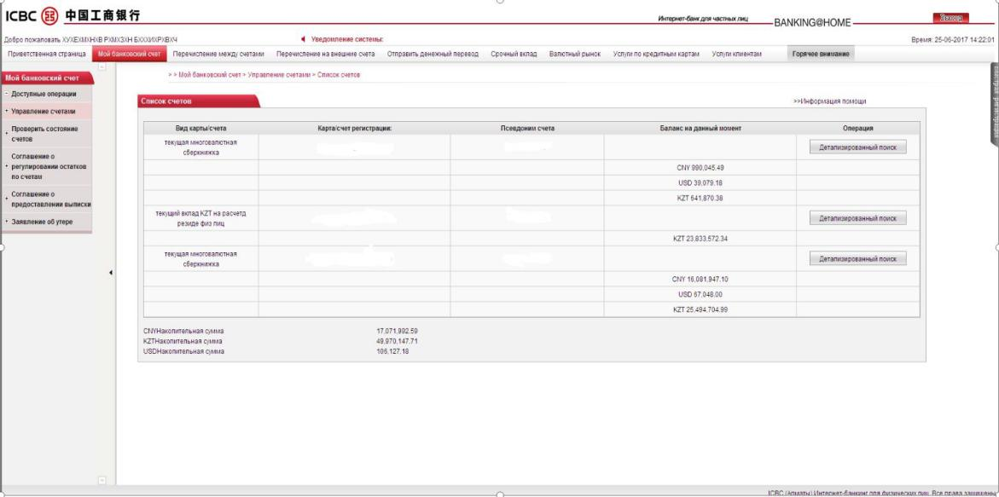 ICBC 中国工商银行
Интернет-банк для частных лиц
BANKING@HOME
Выход
Добро пожаловать ХУХЕХМХНХВ РХМХЗХН БХХХИХРХВХЧ
Уведомление системы:
Время: 25-06-2017 14:22:01
Приветственная страница Мой банковский счет Перечисление между счетами Перечисление на внешние счета Отправить денежный перевод Срочный вклад Валютный рынок Услуги по кредитным картам Услуги клиентам Горячее внимание
Мой банковский счет
Доступные операции
Управление счетами
Проверить состояние
счетов
Соглашение о
регулировании остатков
по счетам
Соглашение о
предоставлении выписки
Заявление об утере
> > Мой банковский счет > Управление счетами > Список счетов
Список счетов
>>Информация помощи
Вид карты/счета Карта/счет регистрации: Псевдоним счета Баланс на данный момент Операция
текущая многовалютная
сберкнижка
Детализированный поиск
CNY 990,045.49
USD 39,079.18
KZT 641,870.38
текущий вклад KZT на расчетд
резиде физ лиц
Детализированный поиск
KZT 23,833,572.34
текущая многовалютная
сберкнижка
Детализированный поиск
CNY 16,081,947.10
USD 67,048.00
KZT 25,494,704.99
CNYНакопительная сумма 17,071,992.59
KZTНакопительная сумма 49,970,147.71
USDНакопительная сумма 106,127.18
ICBC (Алматы) Интернет-банкинг для физических лиц. Все права защищены